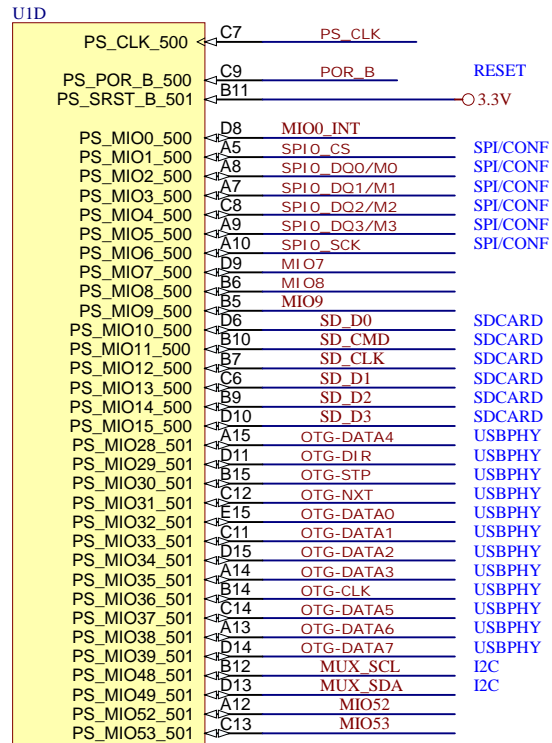 U1D
PS_CLK_500 C7 PS_CLK
PS_POR_B_500 C9 POR_B RESET
PS_SRST_B_501 B11 3.3V
PS_MIO0_500 D8 MIO0_INT
PS_MIO1_500 A5 SPI0_CS SPI/CONF
PS_MIO2_500 A8 SPI0_DQ0/M0 SPI/CONF
PS_MIO3_500 A7 SPI0_DQ1/M1 SPI/CONF
PS_MIO4_500 C8 SPI0_DQ2/M2 SPI/CONF
PS_MIO5_500 A9 SPI0_DQ3/M3 SPI/CONF
PS_MIO6_500 A10 SPI0_SCK SPI/CONF
PS_MIO7_500 D9 MIO7
PS_MIO8_500 B6 MIO8
PS_MIO9_500 B5 MIO9
PS_MIO10_500 D6 SD_D0 SDCARD
PS_MIO11_500 B10 SD_CMD SDCARD
PS_MIO12_500 B7 SD_CLK SDCARD
PS_MIO13_500 C6 SD_D1 SDCARD
PS_MIO14_500 B9 SD_D2 SDCARD
PS_MIO15_500 D10 SD_D3 SDCARD
PS_MIO28_501 A15 OTG-DATA4 USBPHY
PS_MIO29_501 D11 OTG-DIR USBPHY
PS_MIO30_501 B15 OTG-STP USBPHY
PS_MIO31_501 C12 OTG-NXT USBPHY
PS_MIO32_501 E15 OTG-DATA0 USBPHY
PS_MIO33_501 C11 OTG-DATA1 USBPHY
PS_MIO34_501 D15 OTG-DATA2 USBPHY
PS_MIO35_501 A14 OTG-DATA3 USBPHY
PS_MIO36_501 B14 OTG-CLK USBPHY
PS_MIO37_501 C14 OTG-DATA5 USBPHY
PS_MIO38_501 A13 OTG-DATA6 USBPHY
PS_MIO39_501 D14 OTG-DATA7 USBPHY
PS_MIO48_501 B12 MUX_SCL I2C
PS_MIO49_501 D13 MUX_SDA I2C
PS_MIO52_501 A12 MIO52
PS_MIO53_501 C13 MIO53